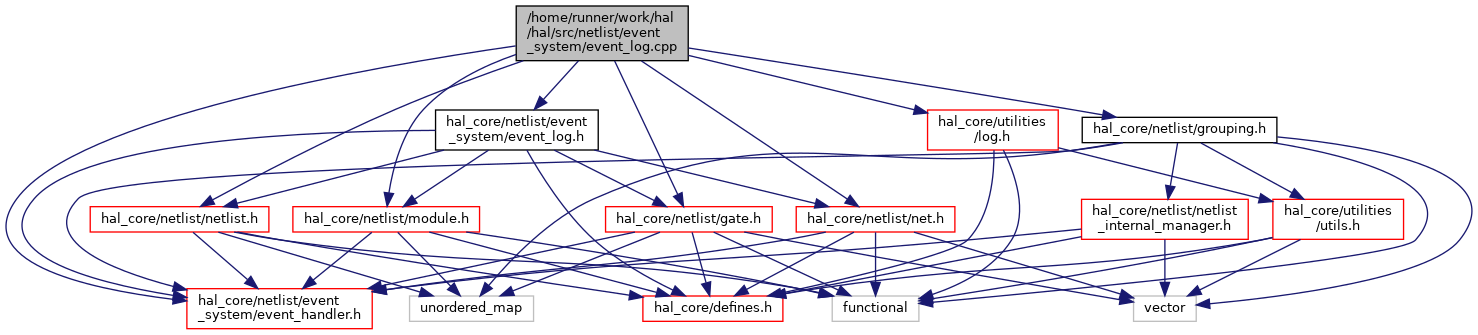 /home/runner/work/hal
/hal/src/netlist/event
_system/event_log.cpp
hal_core/netlist/event
_system/event_log.h
hal_core/utilities
/log.h
hal_core/netlist/grouping.h
hal_core/netlist/netlist.h
hal_core/netlist/module.h
hal_core/netlist/gate.h
hal_core/netlist/net.h
hal_core/netlist/netlist
_internal_manager.h
hal_core/utilities
/utils.h
hal_core/netlist/event
_system/event_handler.h
unordered_map
hal_core/defines.h
functional
vector